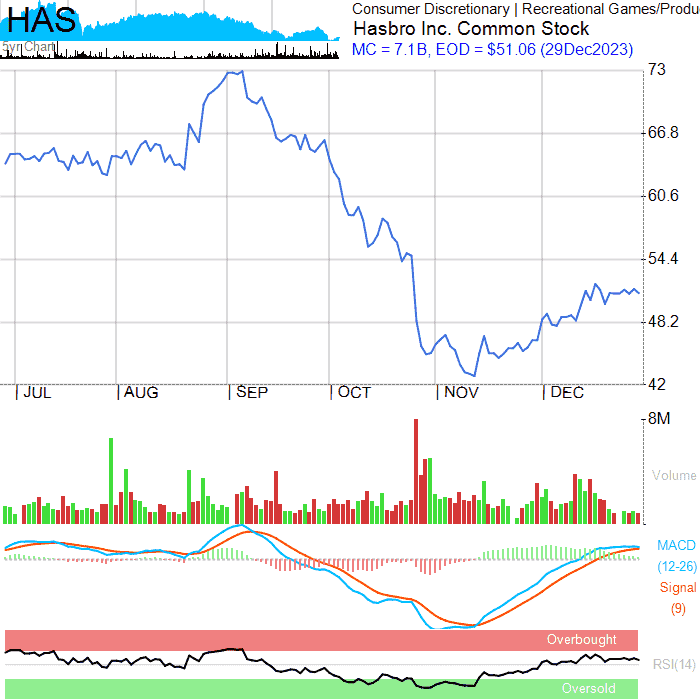 HAS
5yr Chart
Consumer Discretionary | Recreational Games/Produ
Hasbro Inc. Common Stock
MC = 7.1B, EOD = $51.06 (29Dec2023)
73
66.8
60.6
54.4
48.2
42
JUL AUG SEP OCT NOV DEC
8M
Volume
MACD
(12-26)
Signal
(9)
Overbought
RSI(14)
Oversold